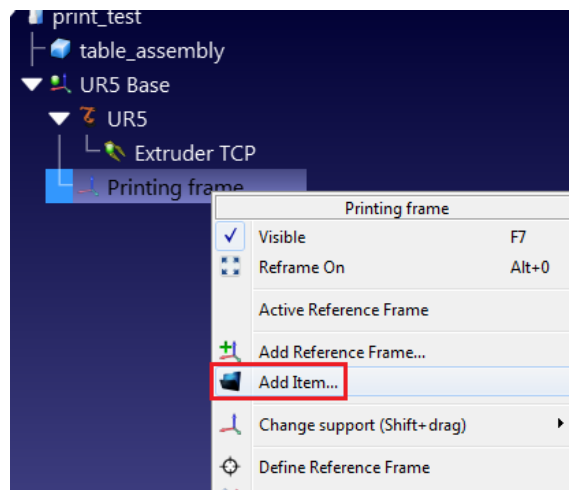 print_test
table_assembly
UR5 Base
UR5
Extruder TCP
Printing frame
Printing frame
Visible F7
Reframe On Alt+0
Active Reference Frame
Add Reference Frame...
Add Item...
Change support (Shift+drag)
Define Reference Frame